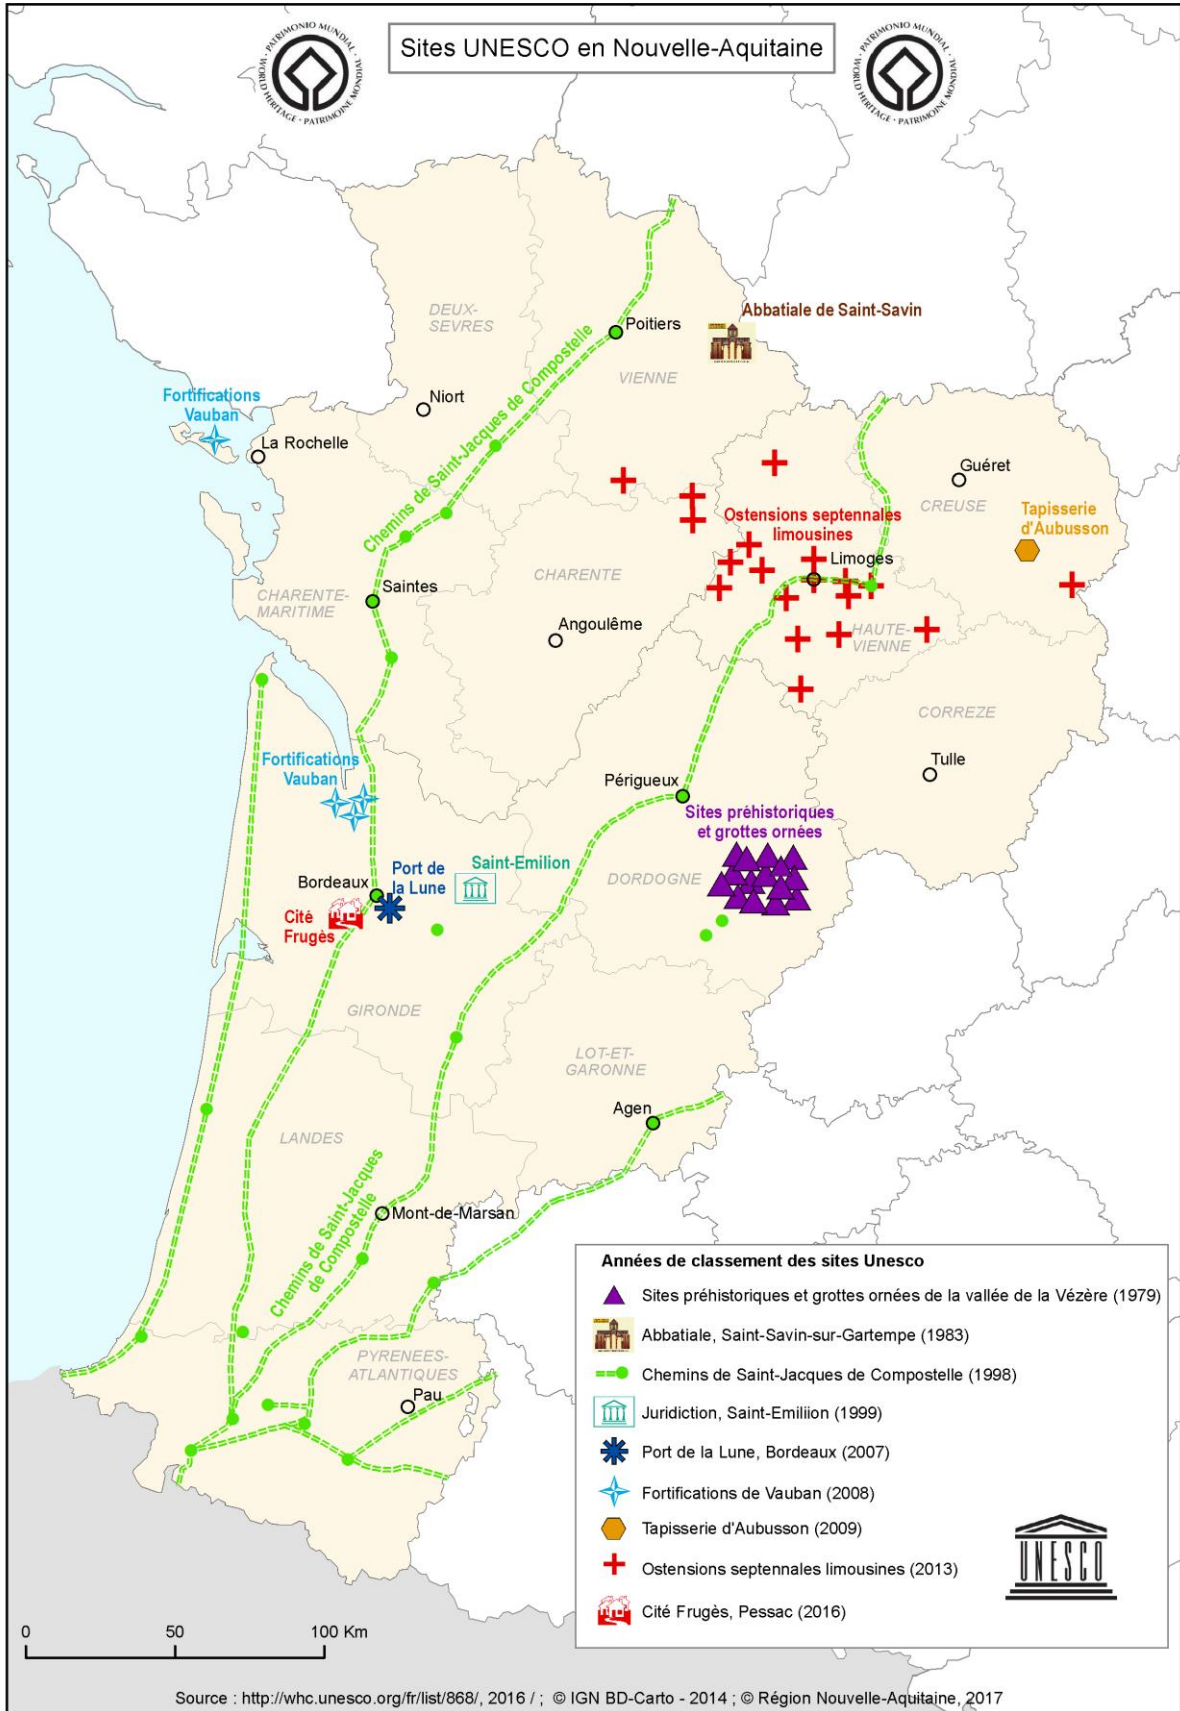 Sites UNESCO en Nouvelle-Aquitaine
WORLD HERITAGE • PATRIMOINE MONDIAL • PATRIMONIO MUNDIAL •
WORLD HERITAGE • PATRIMOINE MONDIAL • PATRIMONIO MUNDIAL •
DEUX-
SEVRES
Poitiers
Abbatiale de Saint-Savin
VIENNE
Chemins de Saint-Jacques de Compostelle
Fortifications
Vauban
Niort
La Rochelle
Guéret
CREUSE
Tapisserie
d'Aubusson
Ostensions septennales
limousines
Limoges
CHARENTE
CHARENTE-
MARITIME
Saintes
Angoulême
HAUTE-
VIENNE
CORREZE
Tulle
Fortifications
Vauban
Périgueux
Sites préhistoriques
et grottes ornées
Saint-Emilion
Port de
la Lune
Bordeaux
Cité
Frugès
DORDOGNE
GIRONDE
LOT-ET-
GARONNE
Agen
LANDES
Chemins de Saint-Jacques
de Compostelle
Mont-de-Marsan
PYRENEES-
ATLANTIQUES
Pau
Années de classement des sites Unesco
Sites préhistoriques et grottes ornées de la vallée de la Vézère (1979)
Abbatiale, Saint-Savin-sur-Gartempe (1983)
Chemins de Saint-Jacques de Compostelle (1998)
Juridiction, Saint-Emiliion (1999)
Port de la Lune, Bordeaux (2007)
Fortifications de Vauban (2008)
Tapisserie d'Aubusson (2009)
Ostensions septennales limousines (2013)
Cité Frugès, Pessac (2016)
UNESCO
0 50 100 Km
Source : http://whc.unesco.org/fr/list/868/, 2016 / ; © IGN BD-Carto - 2014 ; © Région Nouvelle-Aquitaine, 2017